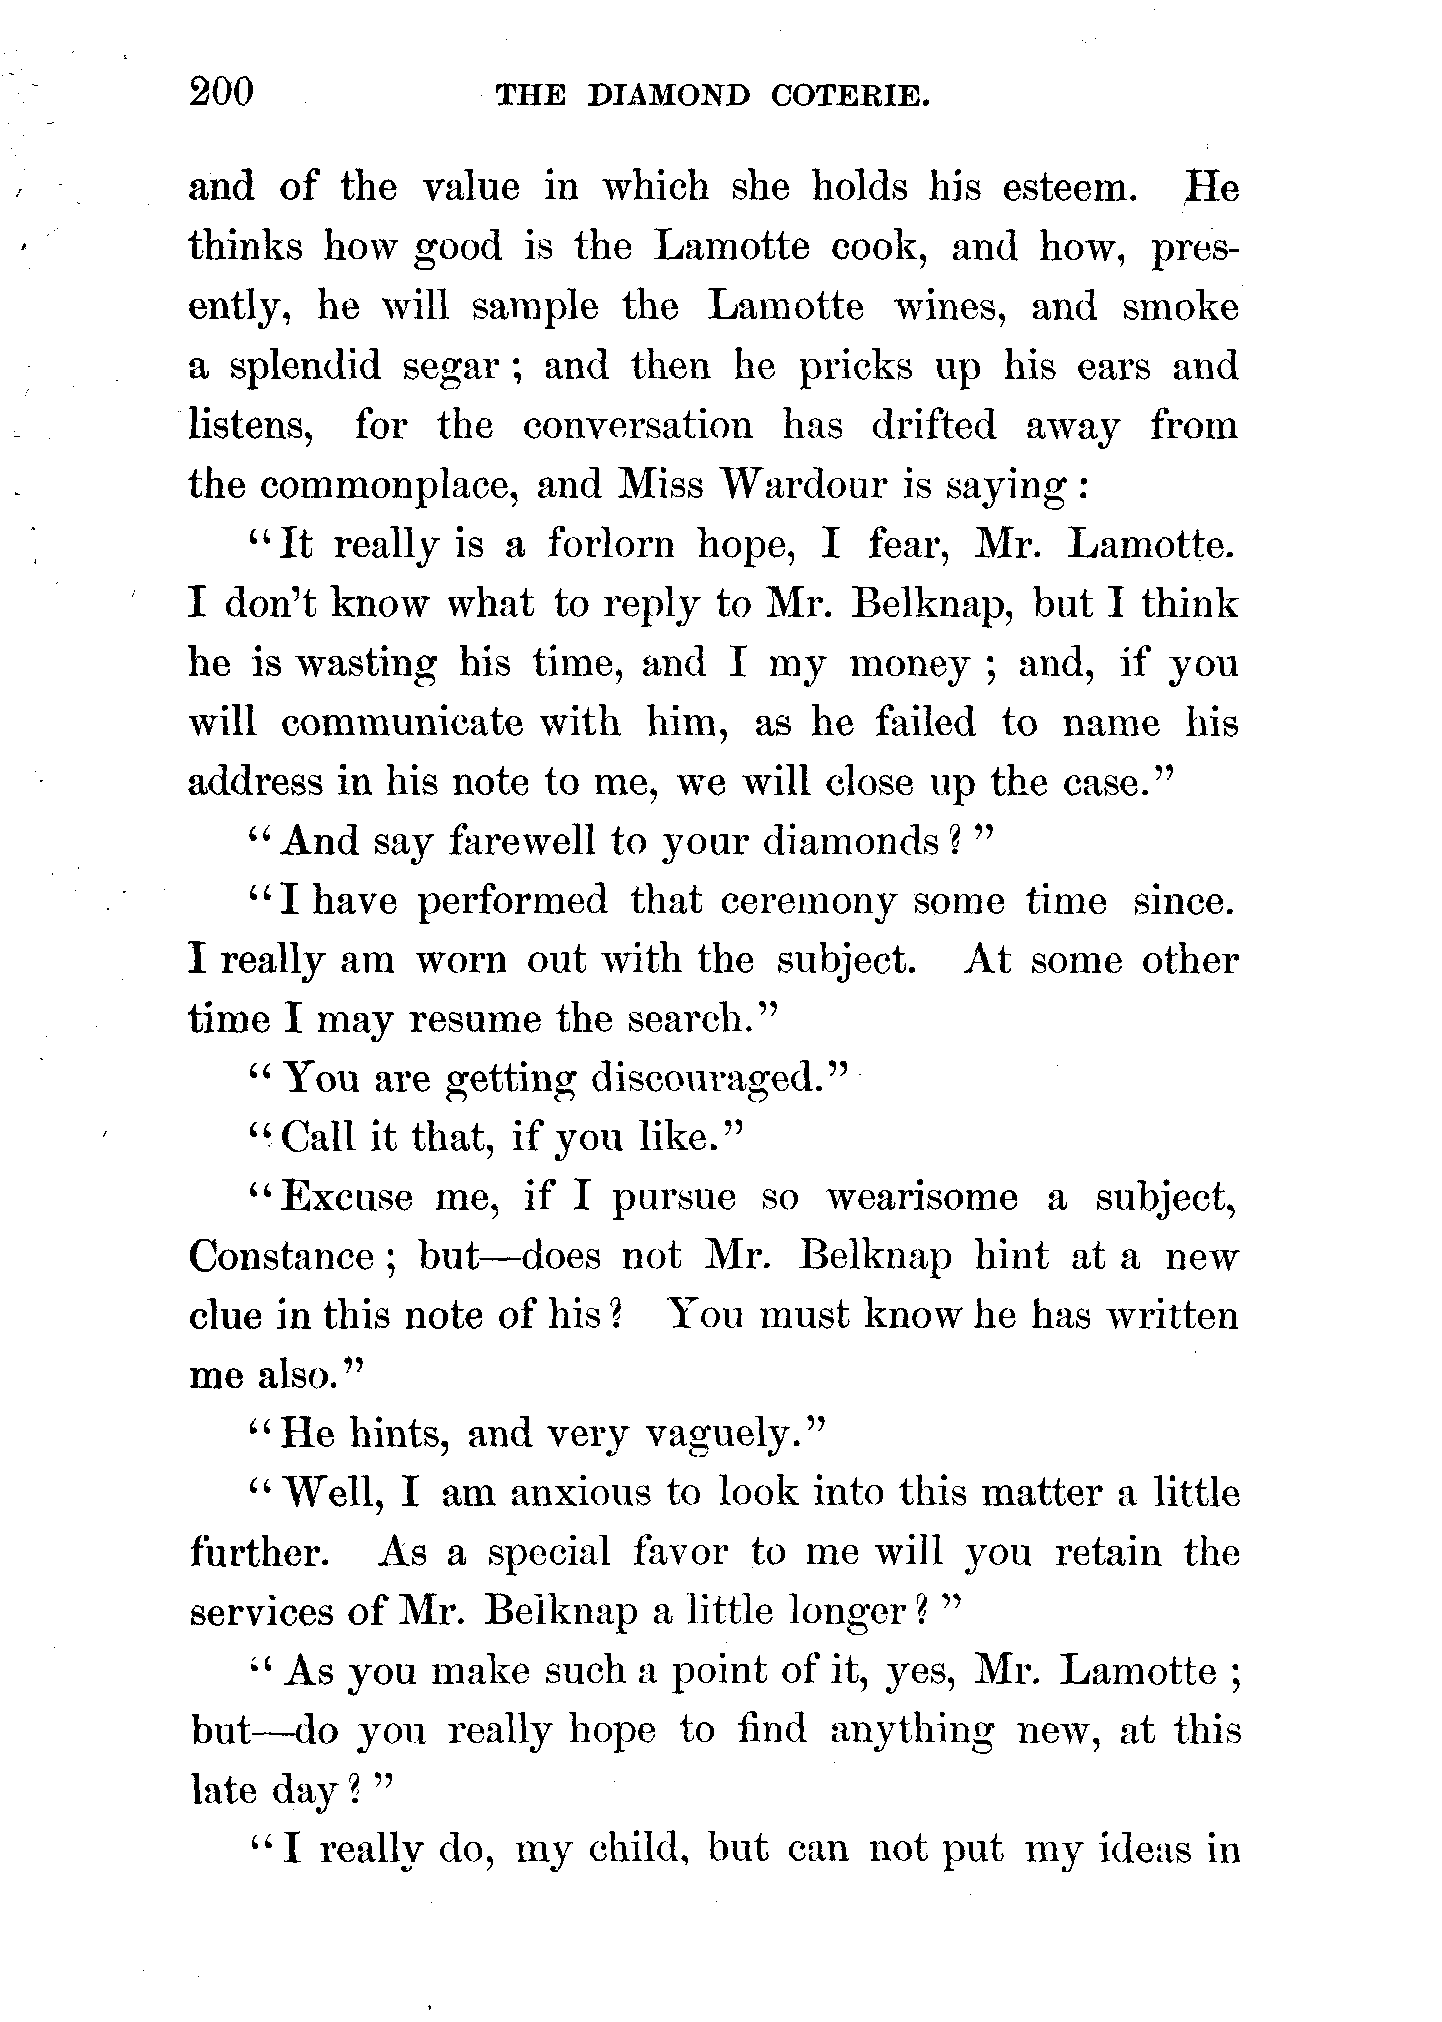 200 THE DIAMOND COTERIE.
and of the value in which she holds his esteem. He
thinks how good is the Lamotte cook, and how, pres-
ently, he will sample the Lamotte wines, and smoke
a splendid segar; and then he pricks up his ears and
listens, for the conversation has drifted away from
the commonplace, and Miss Wardour is saying:
"It really is a forlorn hope, I fear, Mr. Lamotte.
I don't know what to reply to Mr. Belknap, but I think
he is wasting his time, and I my money; and, if you
will communicate with him, as he failed to name his
address in his note to me, we will close up the case."
"And say farewell to your diamonds?"
"I have performed that ceremony some time since.
I really am worn out with the subject. At some other
time I may resume the search."
"You are getting discouraged."
"Call it that, if you like."
"Excuse me, if I pursue so wearisome a subject,
Constance; but—does not Mr. Belknap hint at a new
clue in this note of his? You must know he has written
me also."
"He hints, and very vaguely."
"Well, I am anxious to look into this matter a little
further. As a special favor to me will you retain the
services of Mr. Belknap a little longer?"
"As you make such a point of it, yes, Mr. Lamotte;
but—do you really hope to find anything new, at this
late day?"
"I really do, my child, but can not put my ideas in